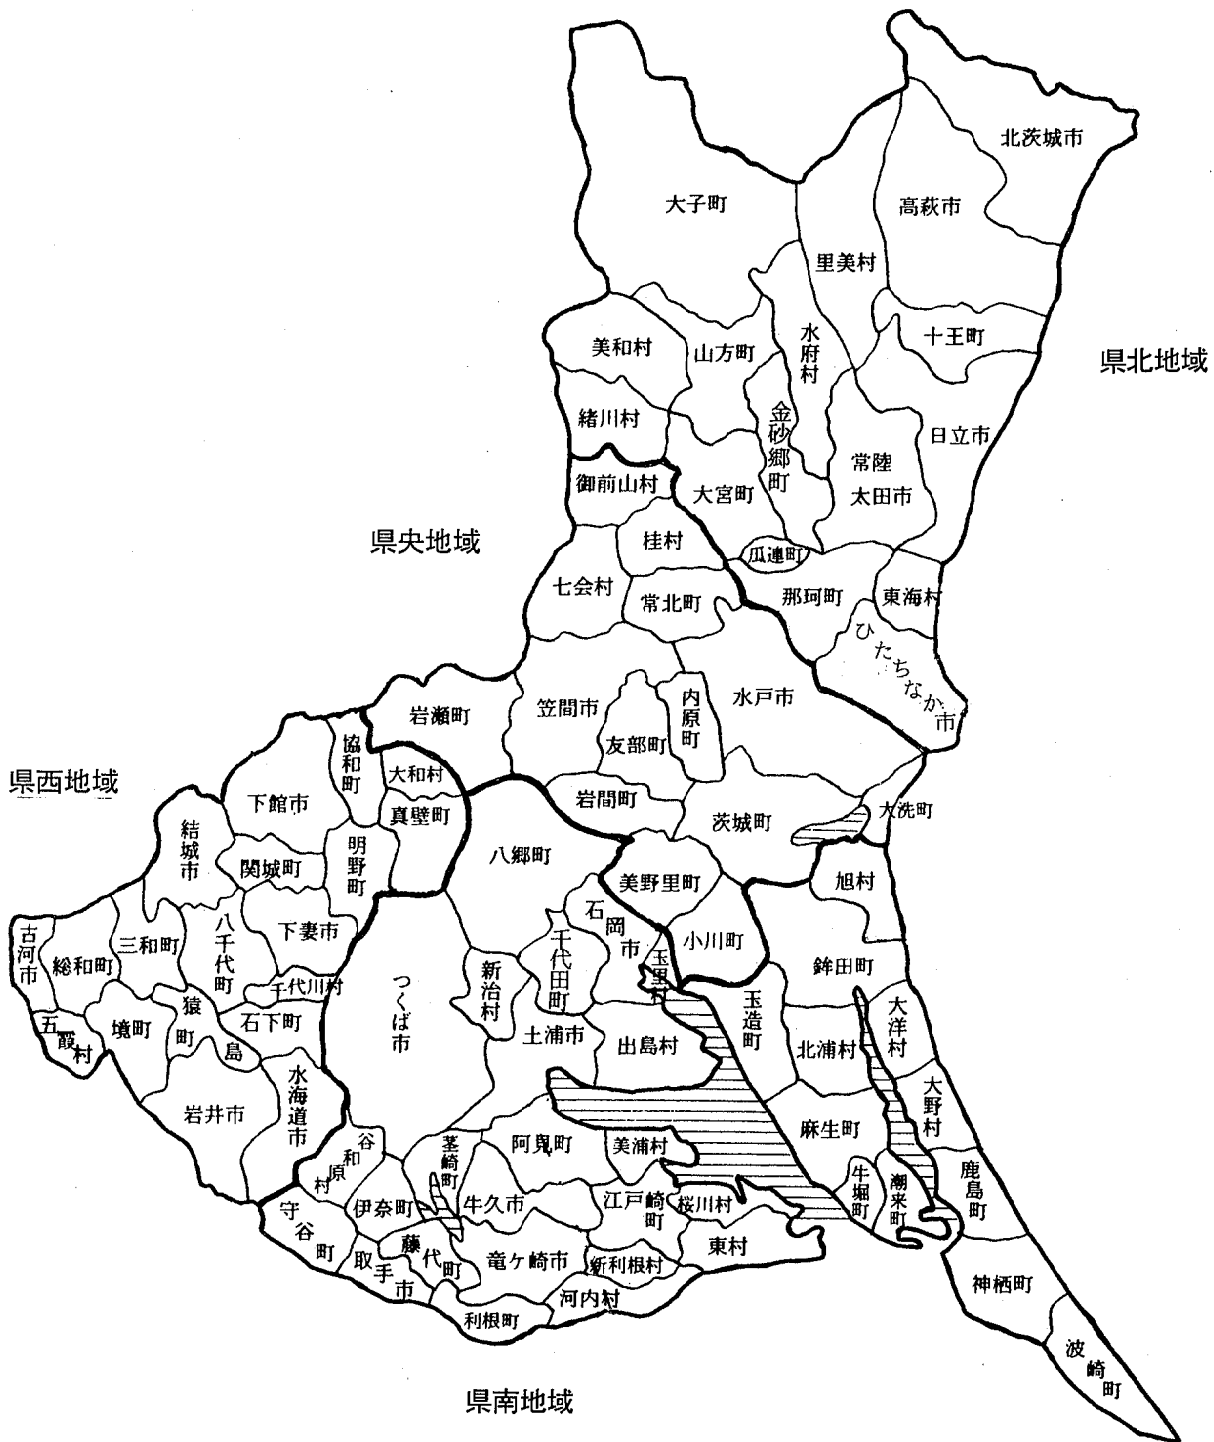 北茨城市
大子町
高萩市
里美村
十王町
水府村
美和村
山方町
県北地域
金砂郷町
緒川村
日立市
常陸
太田市
御前山村
大宮町
県央地域
桂村
瓜連町
七会村
常北町
那珂町
東海村
ひたちなか市
岩瀬町
笠間市
内原町
水戸市
友部町
協和町
大和村
県西地域
下館市
岩間町
真壁町
茨城町
大洗町
結城市
関城町
明野町
八郷町
美野里町
旭村
石岡市
古河市
総和町
三和町
八千代町
下妻市
千代田町
小川町
玉里村
鉾田町
新治村
つくば市
千代川村
猿島町
石下町
玉造町
大洋村
五霞村
境町
土浦市
出島村
北浦村
岩井市
水海道市
大野村
谷和原村
茎崎町
阿見町
美浦村
麻生町
牛堀町
潮来町
鹿島町
守谷町
伊奈町
牛久市
江戸崎町
桜川村
取手市
藤代町
竜ケ崎市
新利根村
東村
神栖町
利根町
河内村
波崎町
県南地域